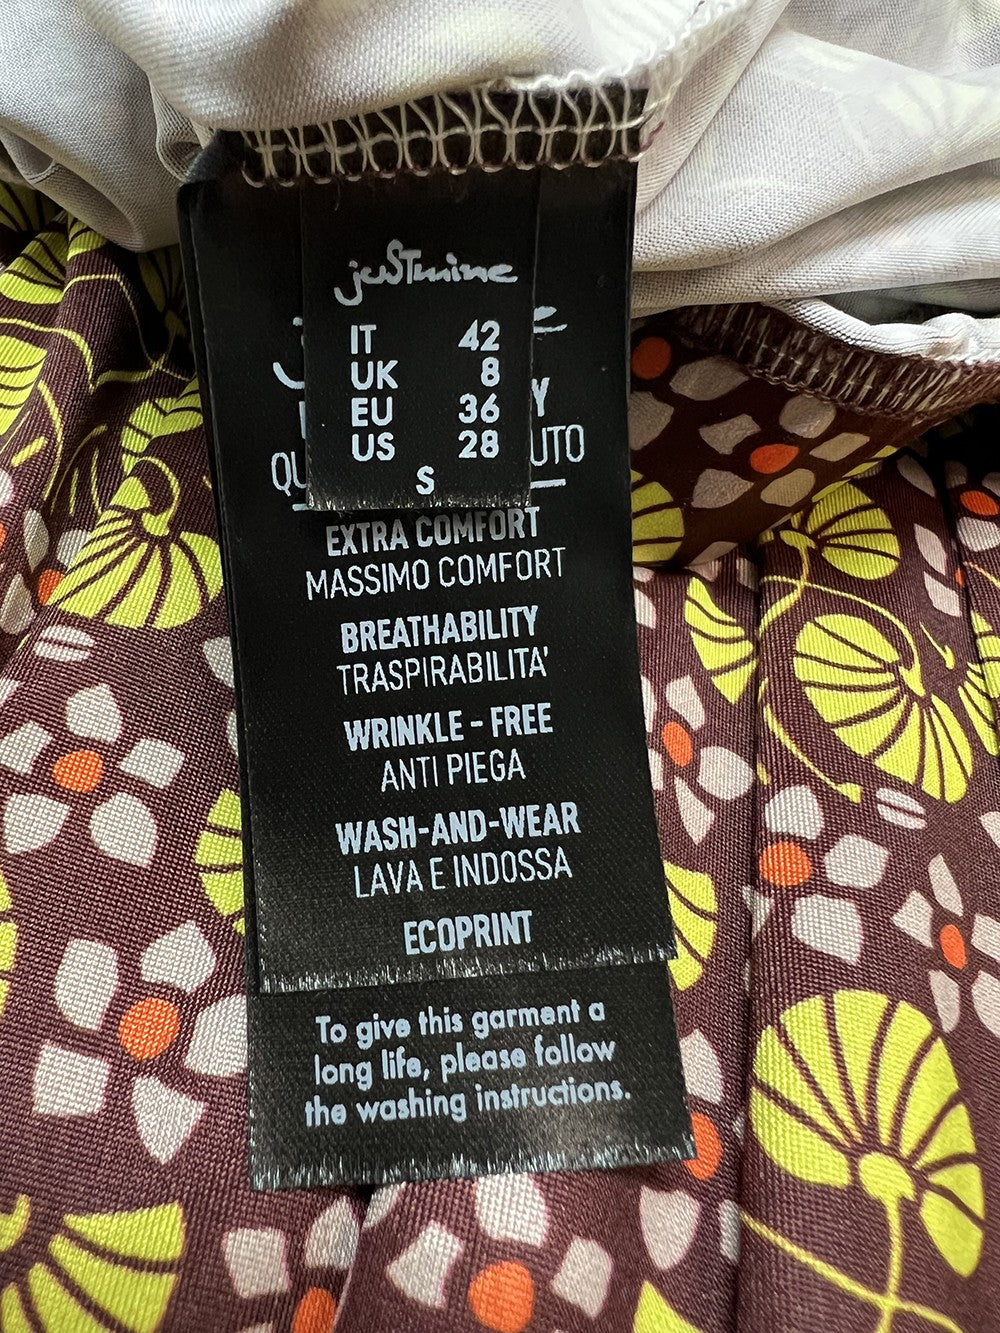 jusTmine
IT 42
UK 8
EU 36
US 28
S
EXTRA COMFORT
MASSIMO COMFORT
BREATHABILITY
TRASPIRABILITA'
WRINKLE - FREE
ANTI PIEGA
WASH-AND-WEAR
LAVA E INDOSSA
ECOPRINT
To give this garment a
long life, please follow
the washing instructions.